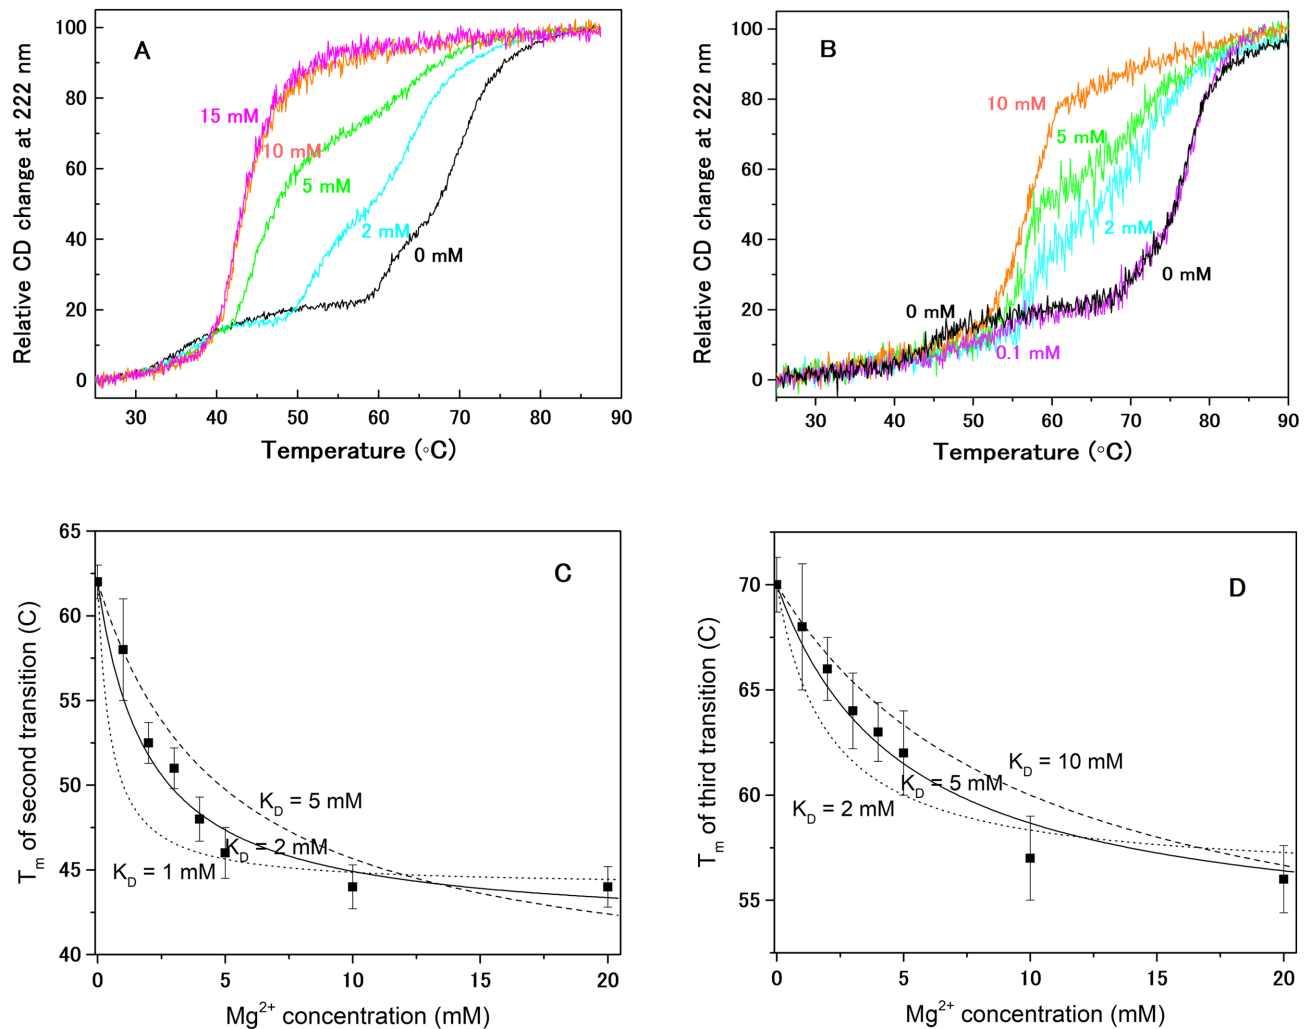 A
Relative CD change at 222 nm
100
80
60
40
20
0
15 mM
10 mM
5 mM
2 mM
0 mM
30 40 50 60 70 80 90
Temperature (°C)
B
Relative CD change at 222 nm
100
80
60
40
20
0
10 mM
5 mM
2 mM
0 mM
0 mM
0.1 mM
30 40 50 60 70 80 90
Temperature (°C)
C
Tm of second transition (C)
65
60
55
50
45
40
KD = 5 mM
KD = 2 mM
KD = 1 mM
0 5 10 15 20
Mg2+ concentration (mM)
D
Tm of third transition (C)
70
65
60
55
KD = 10 mM
KD = 5 mM
KD = 2 mM
0 5 10 15 20
Mg2+ concentration (mM)